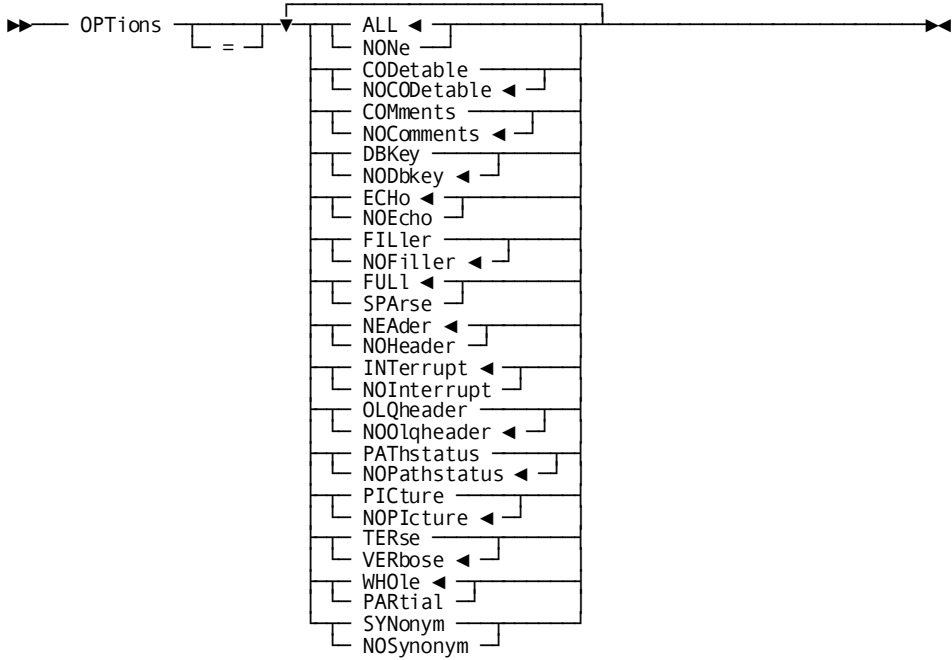 OPTions
=
ALL ◄
NONe
CODetable
NOCODetable ◄
COMments
NOComments ◄
DBKey
NODbkey ◄
ECHo ◄
NOEcho
FILler
NOFiller ◄
FULl ◄
SPArse
NEAder ◄
NOHeader
INTerrupt ◄
NOInterrupt
OLQheader
NOOlqheader ◄
PAThstatus
NOPathstatus ◄
PICture
NOPIcture ◄
TERse
VERbose ◄
WHOle ◄
PARtial
SYNonym
NOSynonym